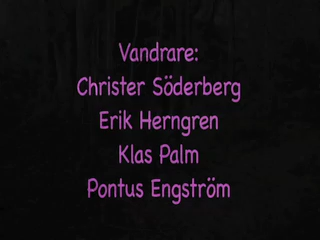 Vandrare:
Christer Söderberg
Erik Herngren
Klas Palm
Pontus Engström